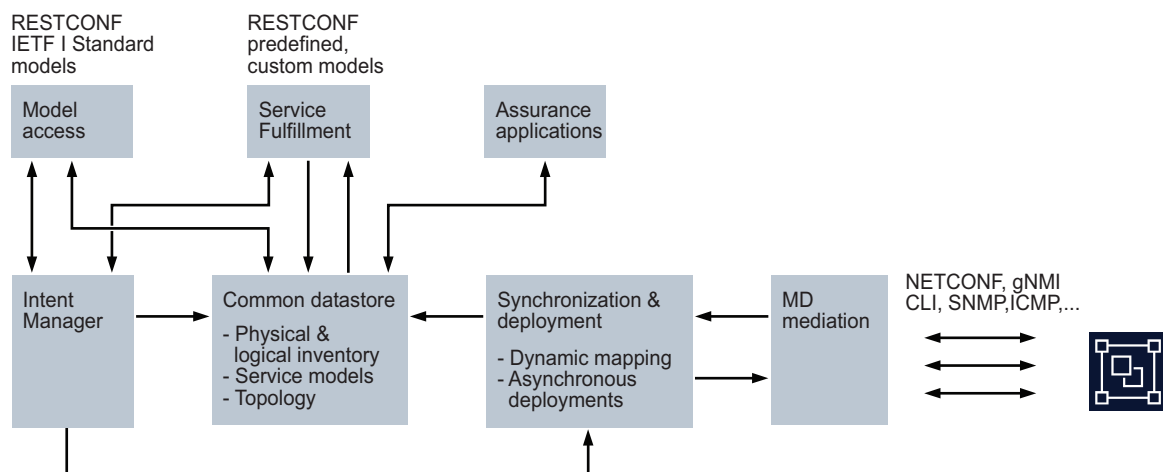 RESTCONF
IETF I Standard
models
RESTCONF
predefined,
custom models
Model
access
Service
Fulfillment
Assurance
applications
Intent
Manager
Common datastore
- Physical &
logical inventory
- Service models
- Topology
Synchronization &
deployment
- Dynamic mapping
- Asynchronous
deployments
MD
mediation
NETCONF, gNMI
CLI, SNMP,ICMP,...